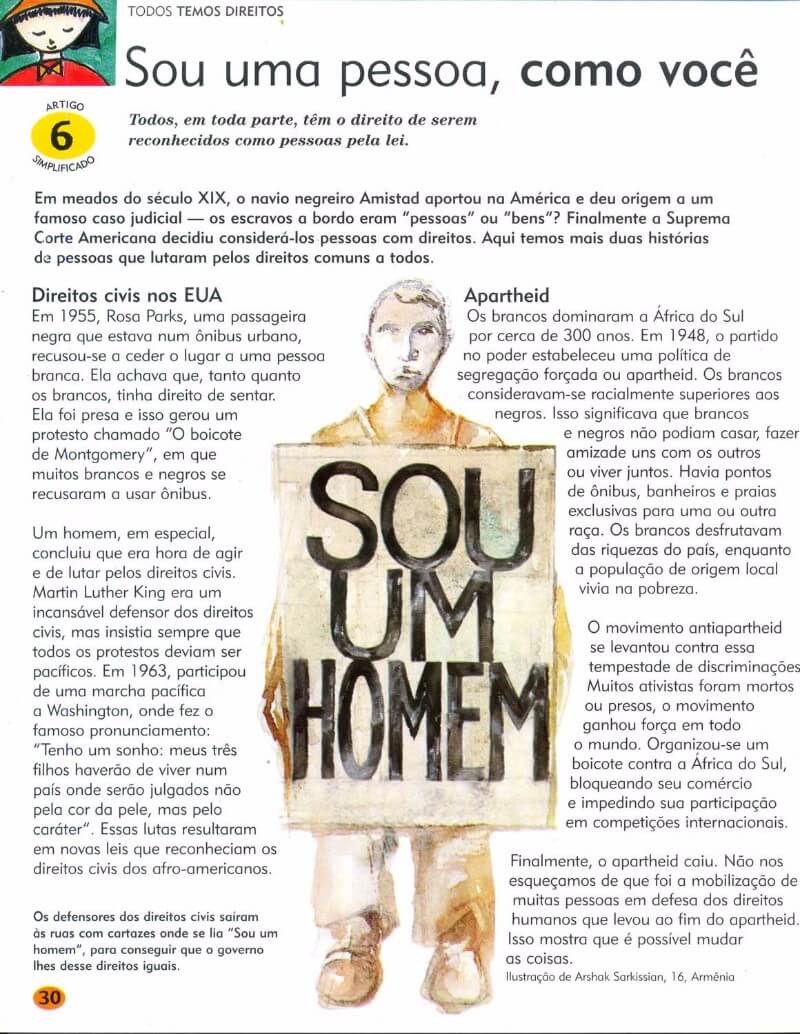 TODOS TEMOS DIREITOS
Sou uma pessoa, como você
ARTIGO
6
SIMPLIFICADO
Todos, em toda parte, têm o direito de serem
reconhecidos como pessoas pela lei.
Em meados do século XIX, o navio negreiro Amistad aportou na América e deu origem a um
famoso caso judicial — os escravos a bordo eram "pessoas" ou "bens"? Finalmente a Suprema
Corte Americana decidiu considerá-los pessoas com direitos. Aqui temos mais duas histórias
de pessoas que lutaram pelos direitos comuns a todos.
Direitos civis nos EUA
Em 1955, Rosa Parks, uma passageira
negra que estava num ônibus urbano,
recusou-se a ceder o lugar a uma pessoa
branca. Ela achava que, tanto quanto
os brancos, tinha direito de sentar.
Ela foi presa e isso gerou um
protesto chamado "O boicote
de Montgomery", em que
muitos brancos e negros se
recusaram a usar ônibus.
Um homem, em especial,
concluiu que era hora de agir
e de lutar pelos direitos civis.
Martin Luther King era um
incansável defensor dos direitos
civis, mas insistia sempre que
todos os protestos deviam ser
pacíficos. Em 1963, participou
de uma marcha pacífica
a Washington, onde fez o
famoso pronunciamento:
"Tenho um sonho: meus três
filhos haverão de viver num
país onde serão julgados não
pela cor da pele, mas pelo
caráter". Essas lutas resultaram
em novas leis que reconheciam os
direitos civis dos afro-americanos.
Os defensores dos direitos civis saíram
às ruas com cartazes onde se lia "Sou um
homem", para conseguir que o governo
lhes desse direitos iguais.
30
SOU
UM
HOMEM
Apartheid
Os brancos dominaram a África do Sul
por cerca de 300 anos. Em 1948, o partido
no poder estabeleceu uma política de
segregação forçada ou apartheid. Os brancos
consideravam-se racialmente superiores aos
negros. Isso significava que brancos
e negros não podiam casar, fazer
amizade uns com os outros
ou viver juntos. Havia pontos
de ônibus, banheiros e praias
exclusivas para uma ou outra
raça. Os brancos desfrutavam
das riquezas do país, enquanto
a população de origem local
vivia na pobreza.
O movimento antiapartheid
se levantou contra essa
tempestade de discriminações
Muitos ativistas foram mortos
ou presos, o movimento
ganhou força em todo
o mundo. Organizou-se um
boicote contra a África do Sul,
bloqueando seu comércio
e impedindo sua participação
em competições internacionais.
Finalmente, o apartheid caiu. Não nos
esqueçamos de que foi a mobilização de
muitas pessoas em defesa dos direitos
humanos que levou ao fim do apartheid.
Isso mostra que é possível mudar
as coisas.
Ilustração de Arshak Sarkissian, 16, Armênia